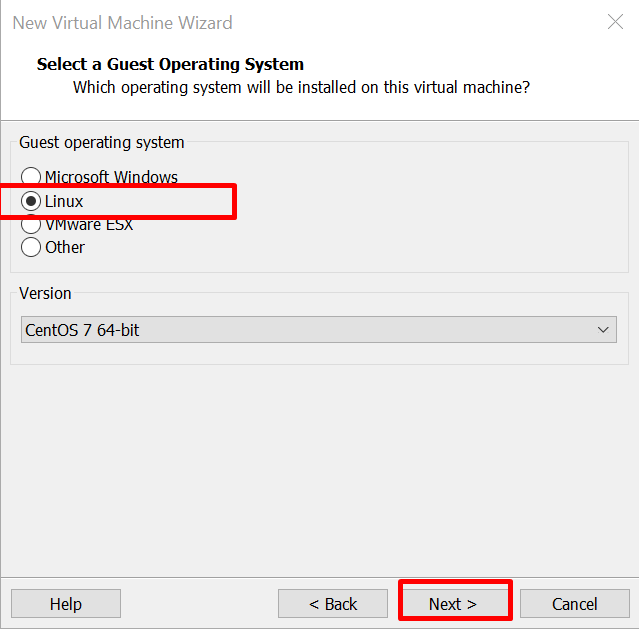 New Virtual Machine Wizard
Select a Guest Operating System
Which operating system will be installed on this virtual machine?
Guest operating system
Microsoft Windows
Linux
VMware ESX
Other
Version
CentOS 7 64-bit
Help
< Back
Next >
Cancel